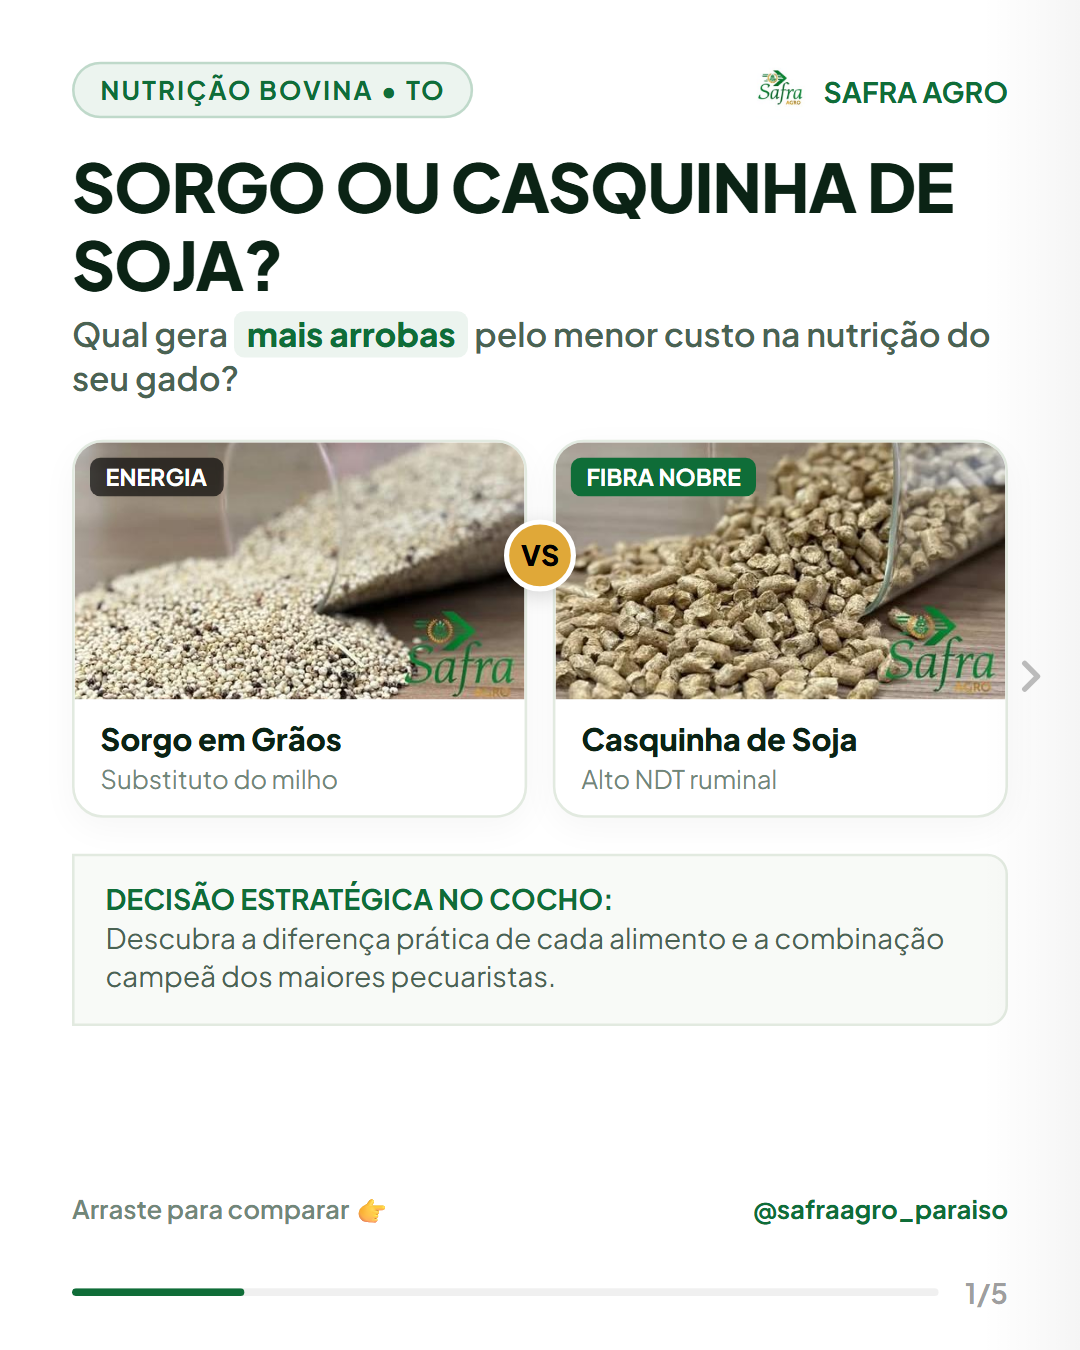 NUTRIÇÃO BOVINA • TO
Safra
AGRO
SAFRA AGRO
SORGO OU CASQUINHA DE
SOJA?
Qual gera mais arrobas pelo menor custo na nutrição do
seu gado?
ENERGIA
FIBRA NOBRE
VS
Safra
AGRO
Safra
AGRO
Sorgo em Grãos
Casquinha de Soja
Substituto do milho
Alto NDT ruminal
DECISÃO ESTRATÉGICA NO COCHO:
Descubra a diferença prática de cada alimento e a combinação
campeã dos maiores pecuaristas.
Arraste para comparar 👉
@safraagro_paraiso
1/5